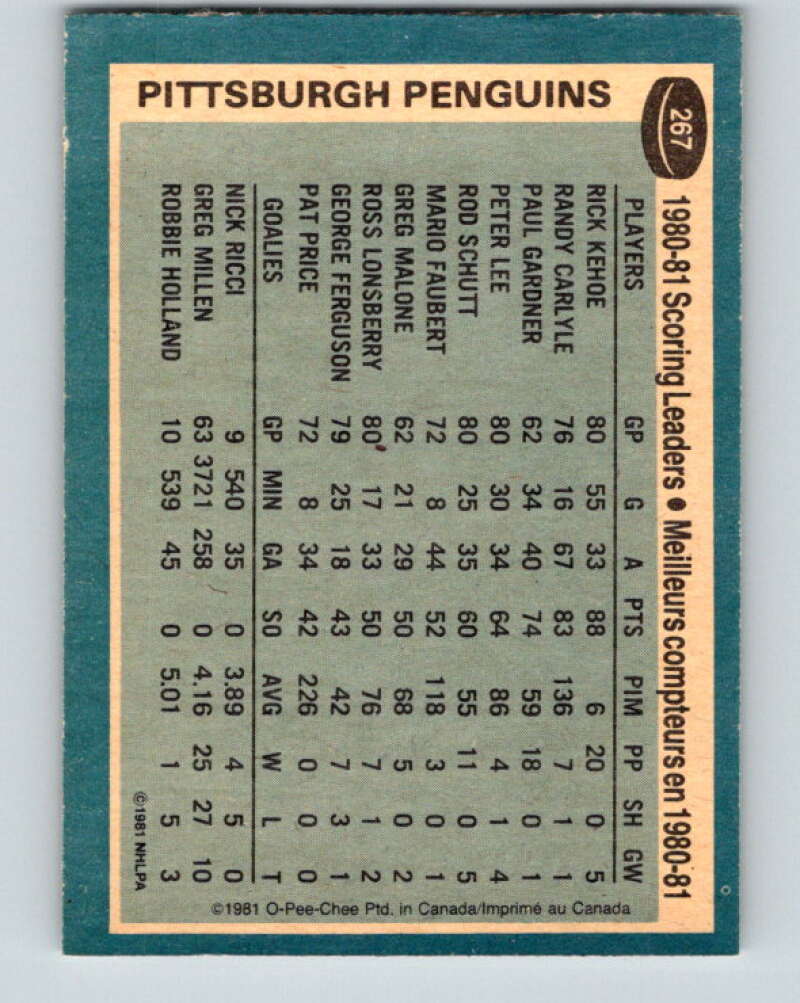 PITTSBURGH PENGUINS
267
1980-81 Scoring Leaders • Meilleurs compteurs en 1980-81
PLAYERS GP G A PTS PIM PP SH GW
RICK KEHOE 80 55 33 88 6 20 0 5
RANDY CARLYLE 76 16 67 83 136 7 1 1
PAUL GARDNER 62 34 40 74 59 18 0 1
PETER LEE 80 30 34 64 86 4 1 4
ROD SCHUTT 80 25 35 60 55 11 0 5
MARIO FAUBERT 72 8 44 52 118 3 0 1
GREG MALONE 62 21 29 50 68 5 0 2
ROSS LONSBERRY 80 17 33 50 76 7 1 2
GEORGE FERGUSON 79 25 18 43 42 7 3 1
PAT PRICE 72 8 34 42 226 0 0 0
GOALIES GP MIN GA SO AVG W L T
NICK RICCI 9 540 35 0 3.89 4 5 0
GREG MILLEN 63 3721 258 0 4.16 25 27 10
ROBBIE HOLLAND 10 539 45 0 5.01 1 5 3
©1981 NHLPA
©1981 O-Pee-Chee Ptd. in Canada/Imprimé au Canada